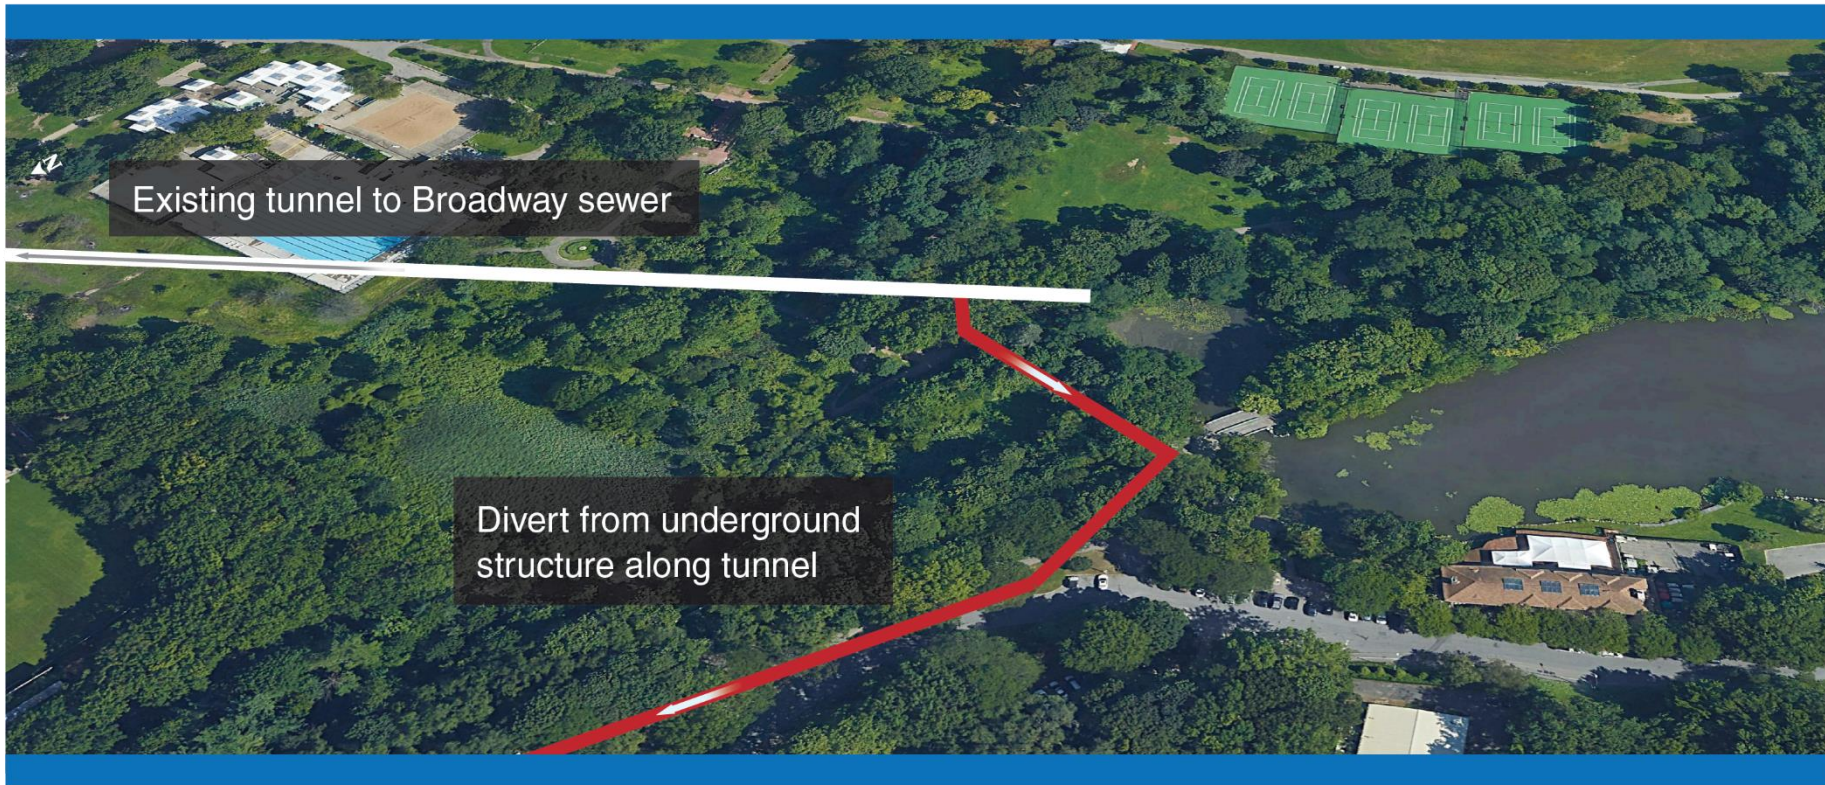 N
Existing tunnel to Broadway sewer
Divert from underground
structure along tunnel